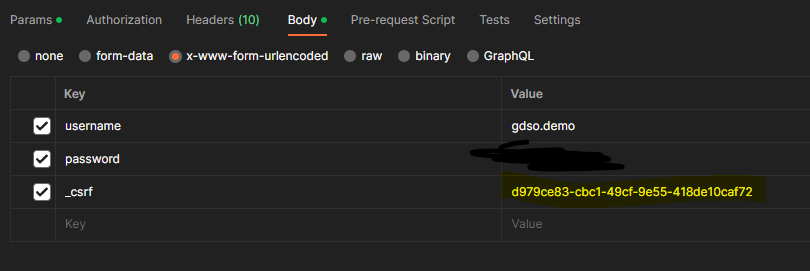 Params Authorization Headers (10) Body Pre-request Script Tests Settings
none form-data x-www-form-urlencoded raw binary GraphQL
Key Value
username gdso.demo
password
_csrf d979ce83-cbc1-49cf-9e55-418de10caf72
Key Value